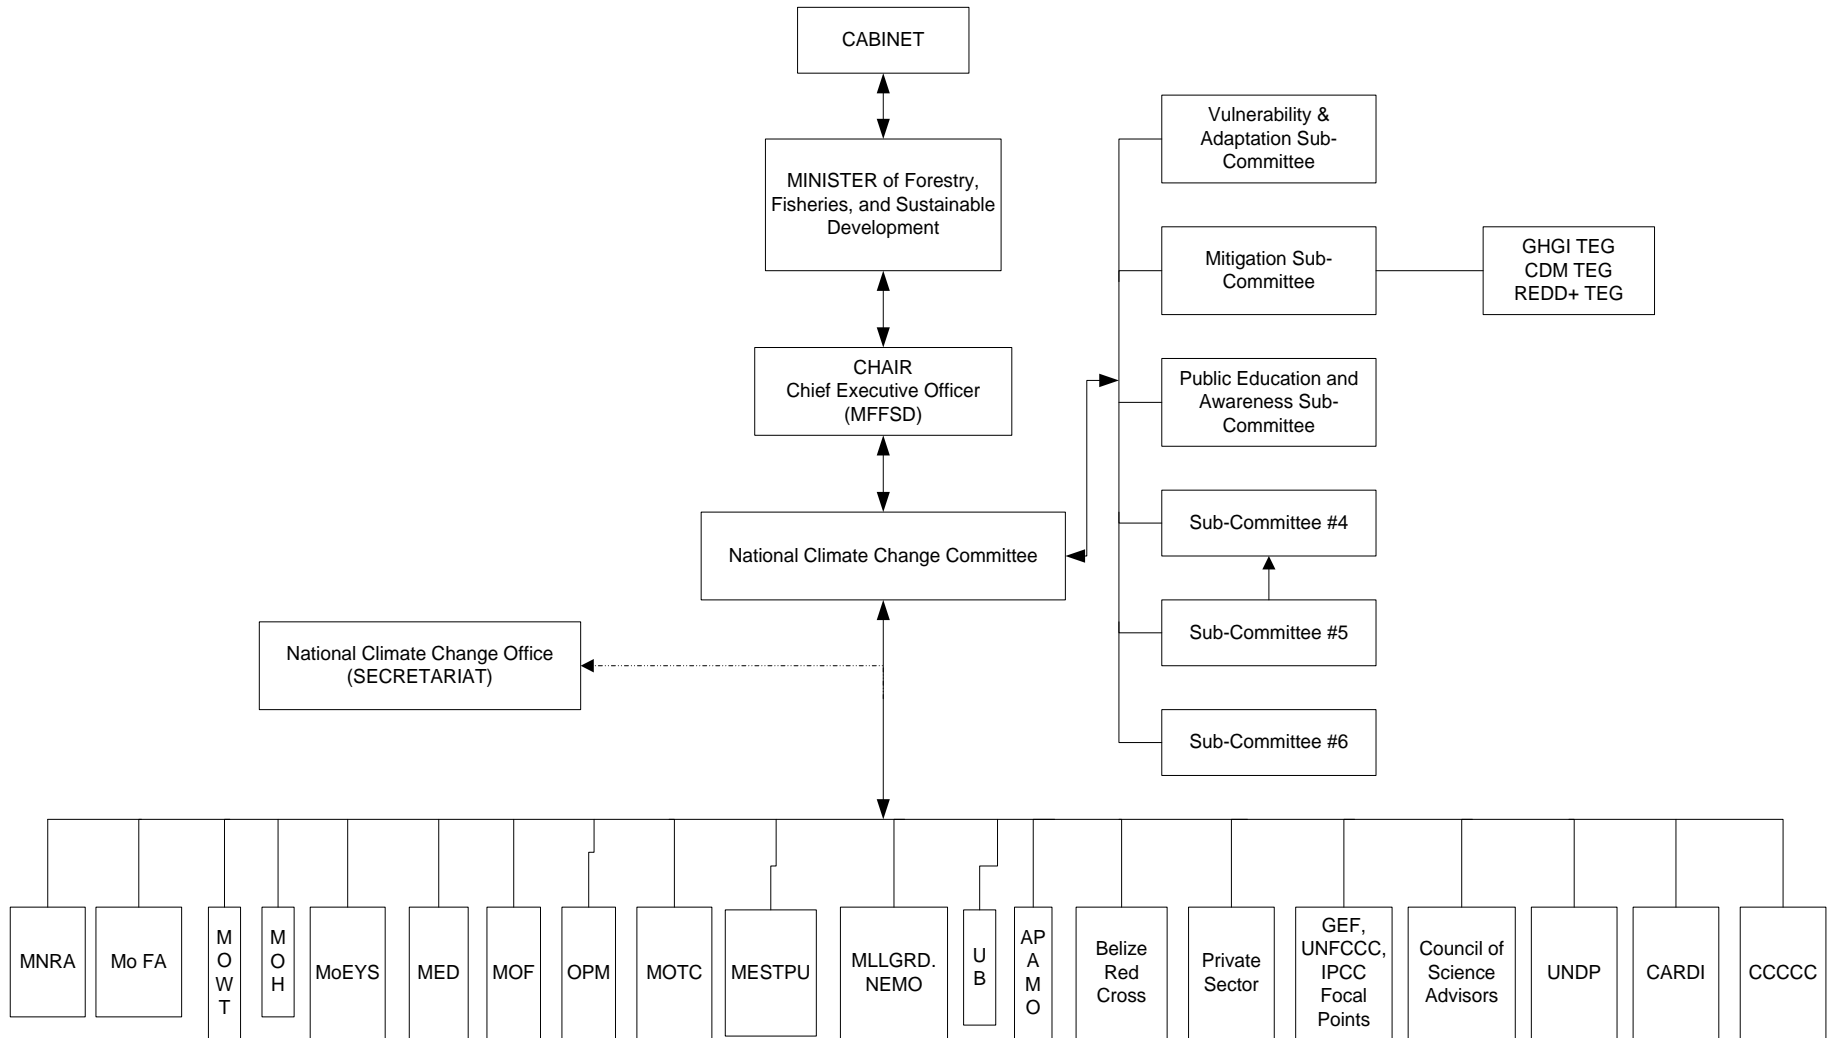 CABINET
MINISTER of Forestry,
Fisheries, and Sustainable
Development
CHAIR
Chief Executive Officer
(MFFSD)
National Climate Change Committee
National Climate Change Office
(SECRETARIAT)
Vulnerability &
Adaptation Sub-
Committee
Mitigation Sub-
Committee
GHGI TEG
CDM TEG
REDD+ TEG
Public Education and
Awareness Sub-
Committee
Sub-Committee #4
Sub-Committee #5
Sub-Committee #6
MNRA
Mo FA
M
O
W
T
M
O
H
MoEYS
MED
MOF
OPM
MOTC
MESTPU
MLLGRD.
NEMO
U
B
AP
A
M
O
Belize
Red
Cross
Private
Sector
GEF,
UNFCCC,
IPCC
Focal
Points
Council of
Science
Advisors
UNDP
CARDI
CCCCC